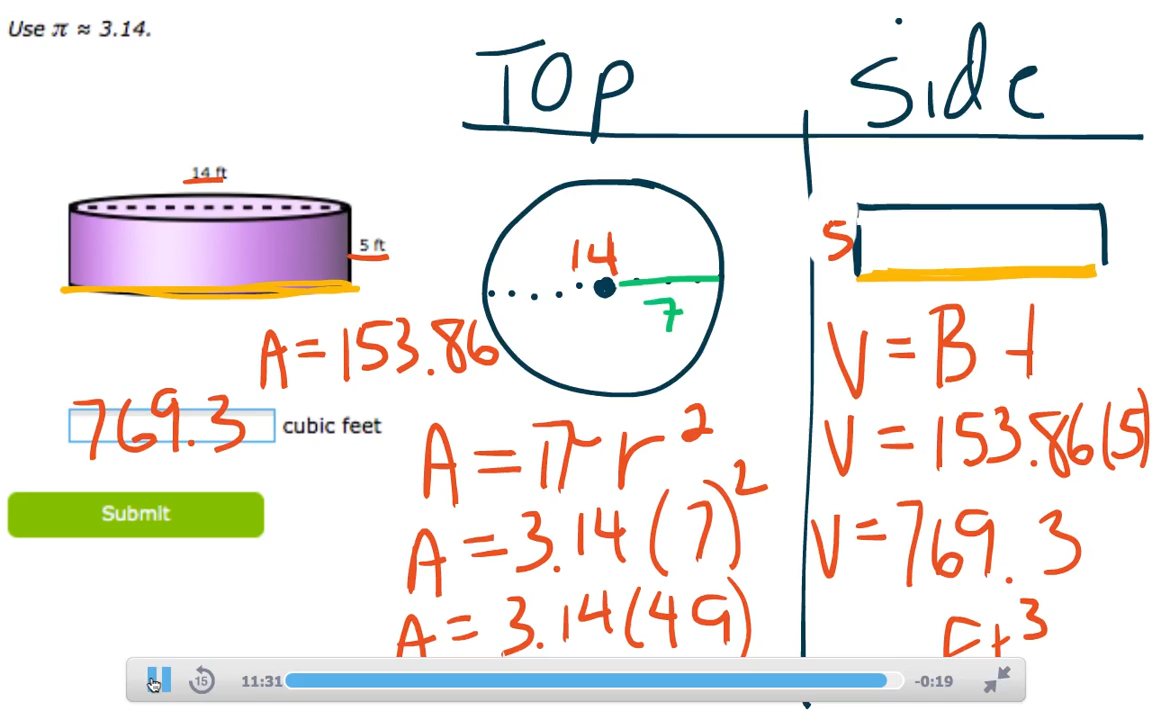 Use π ≈ 3.14.
Top
Side
14 ft
5 ft
14
7
5
A = 153.86
769.3 cubic feet
Submit
A = πr²
A = 3.14(7)²
A = 3.14(49)
V = B
V = 153.86(5)
V = 769.3
ft³
15
11:31
-0:19